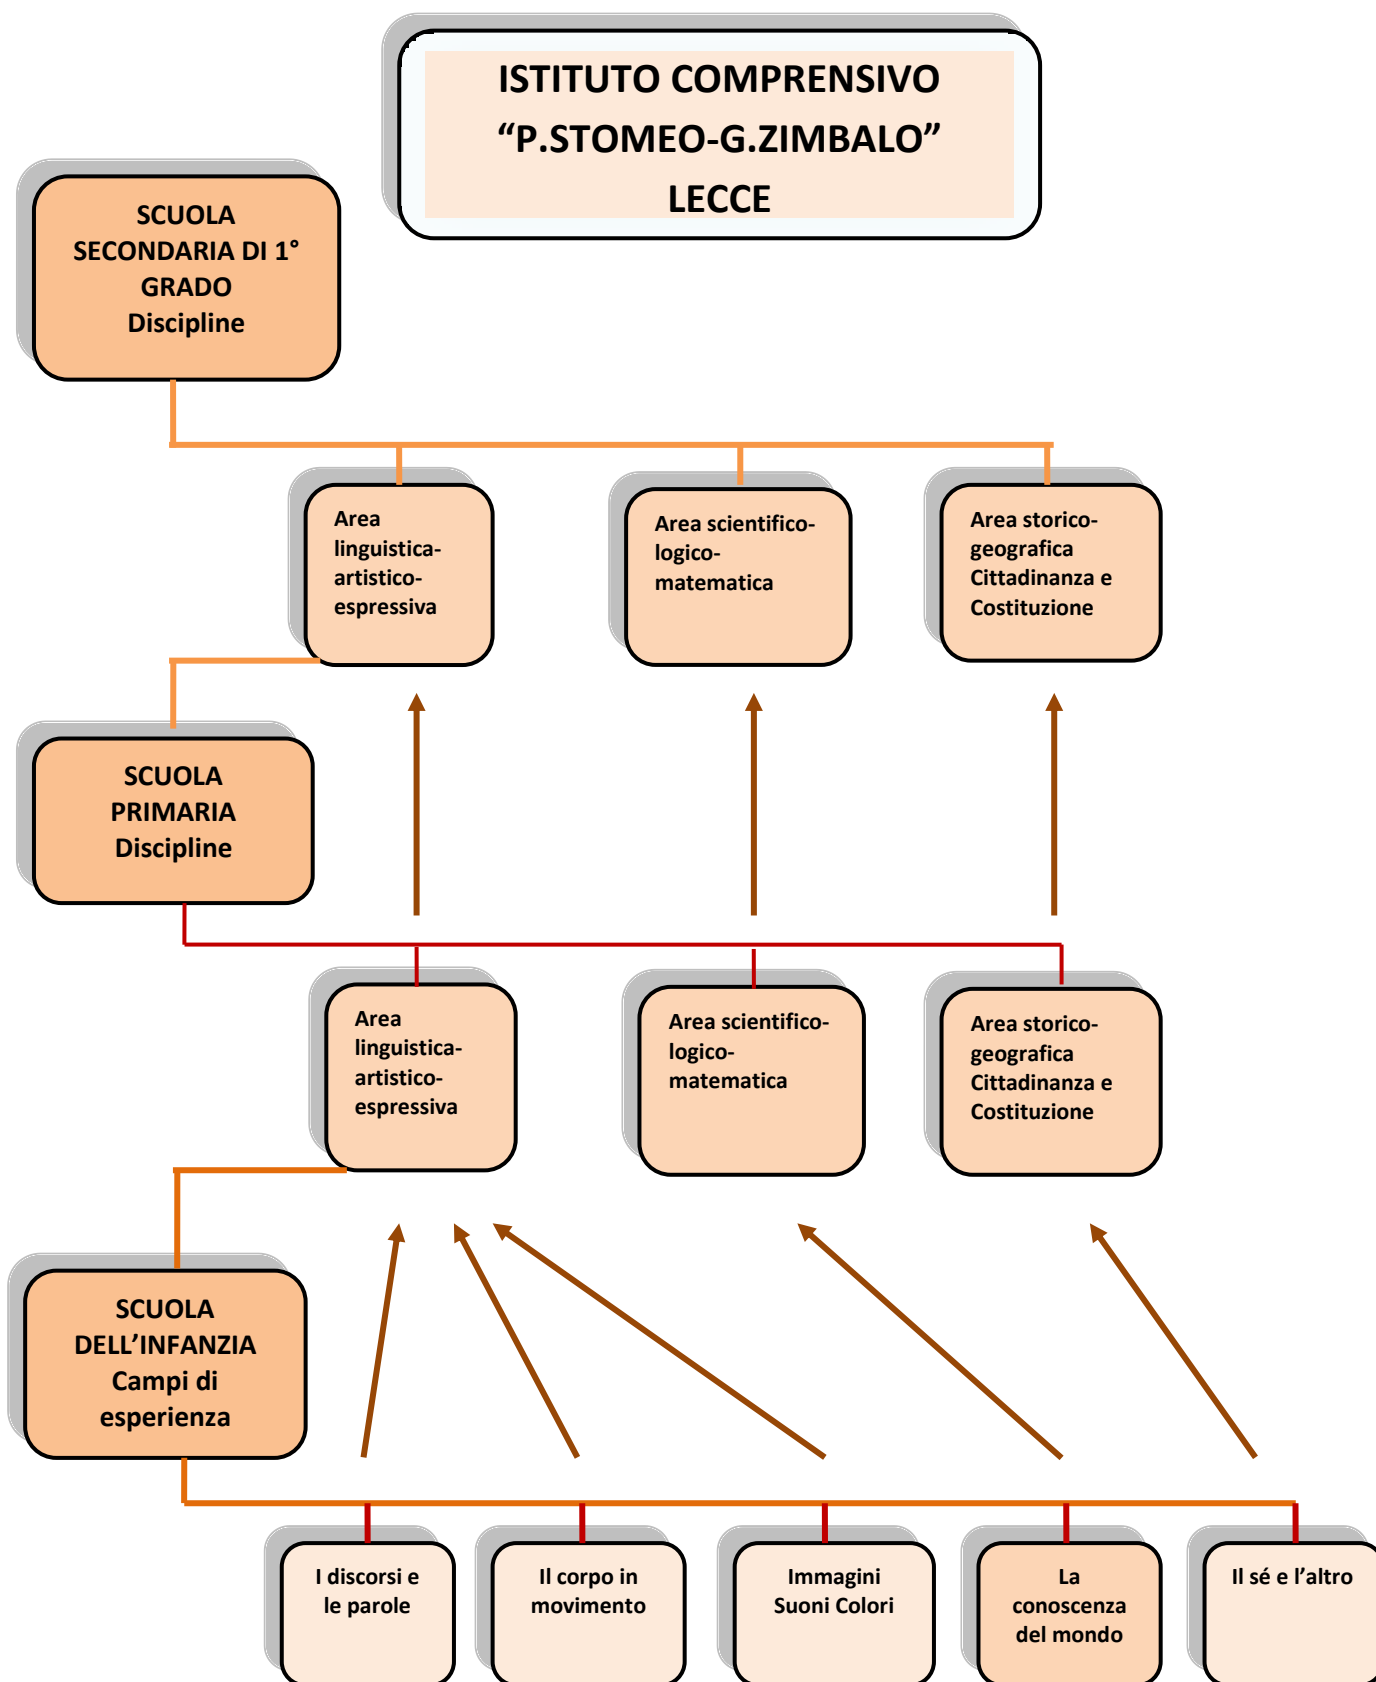 ISTITUTO COMPRENSIVO
“P.STOMEO-G.ZIMBALO”
LECCE
SCUOLA
SECONDARIA DI 1°
GRADO
Discipline
Area
linguistica-
artistico-
espressiva
Area scientifico-
logico-
matematica
Area storico-
geografica
Cittadinanza e
Costituzione
SCUOLA
PRIMARIA
Discipline
Area
linguistica-
artistico-
espressiva
Area scientifico-
logico-
matematica
Area storico-
geografica
Cittadinanza e
Costituzione
SCUOLA
DELL’INFANZIA
Campi di
esperienza
I discorsi e
le parole
Il corpo in
movimento
Immagini
Suoni Colori
La
conoscenza
del mondo
Il sé e l’altro